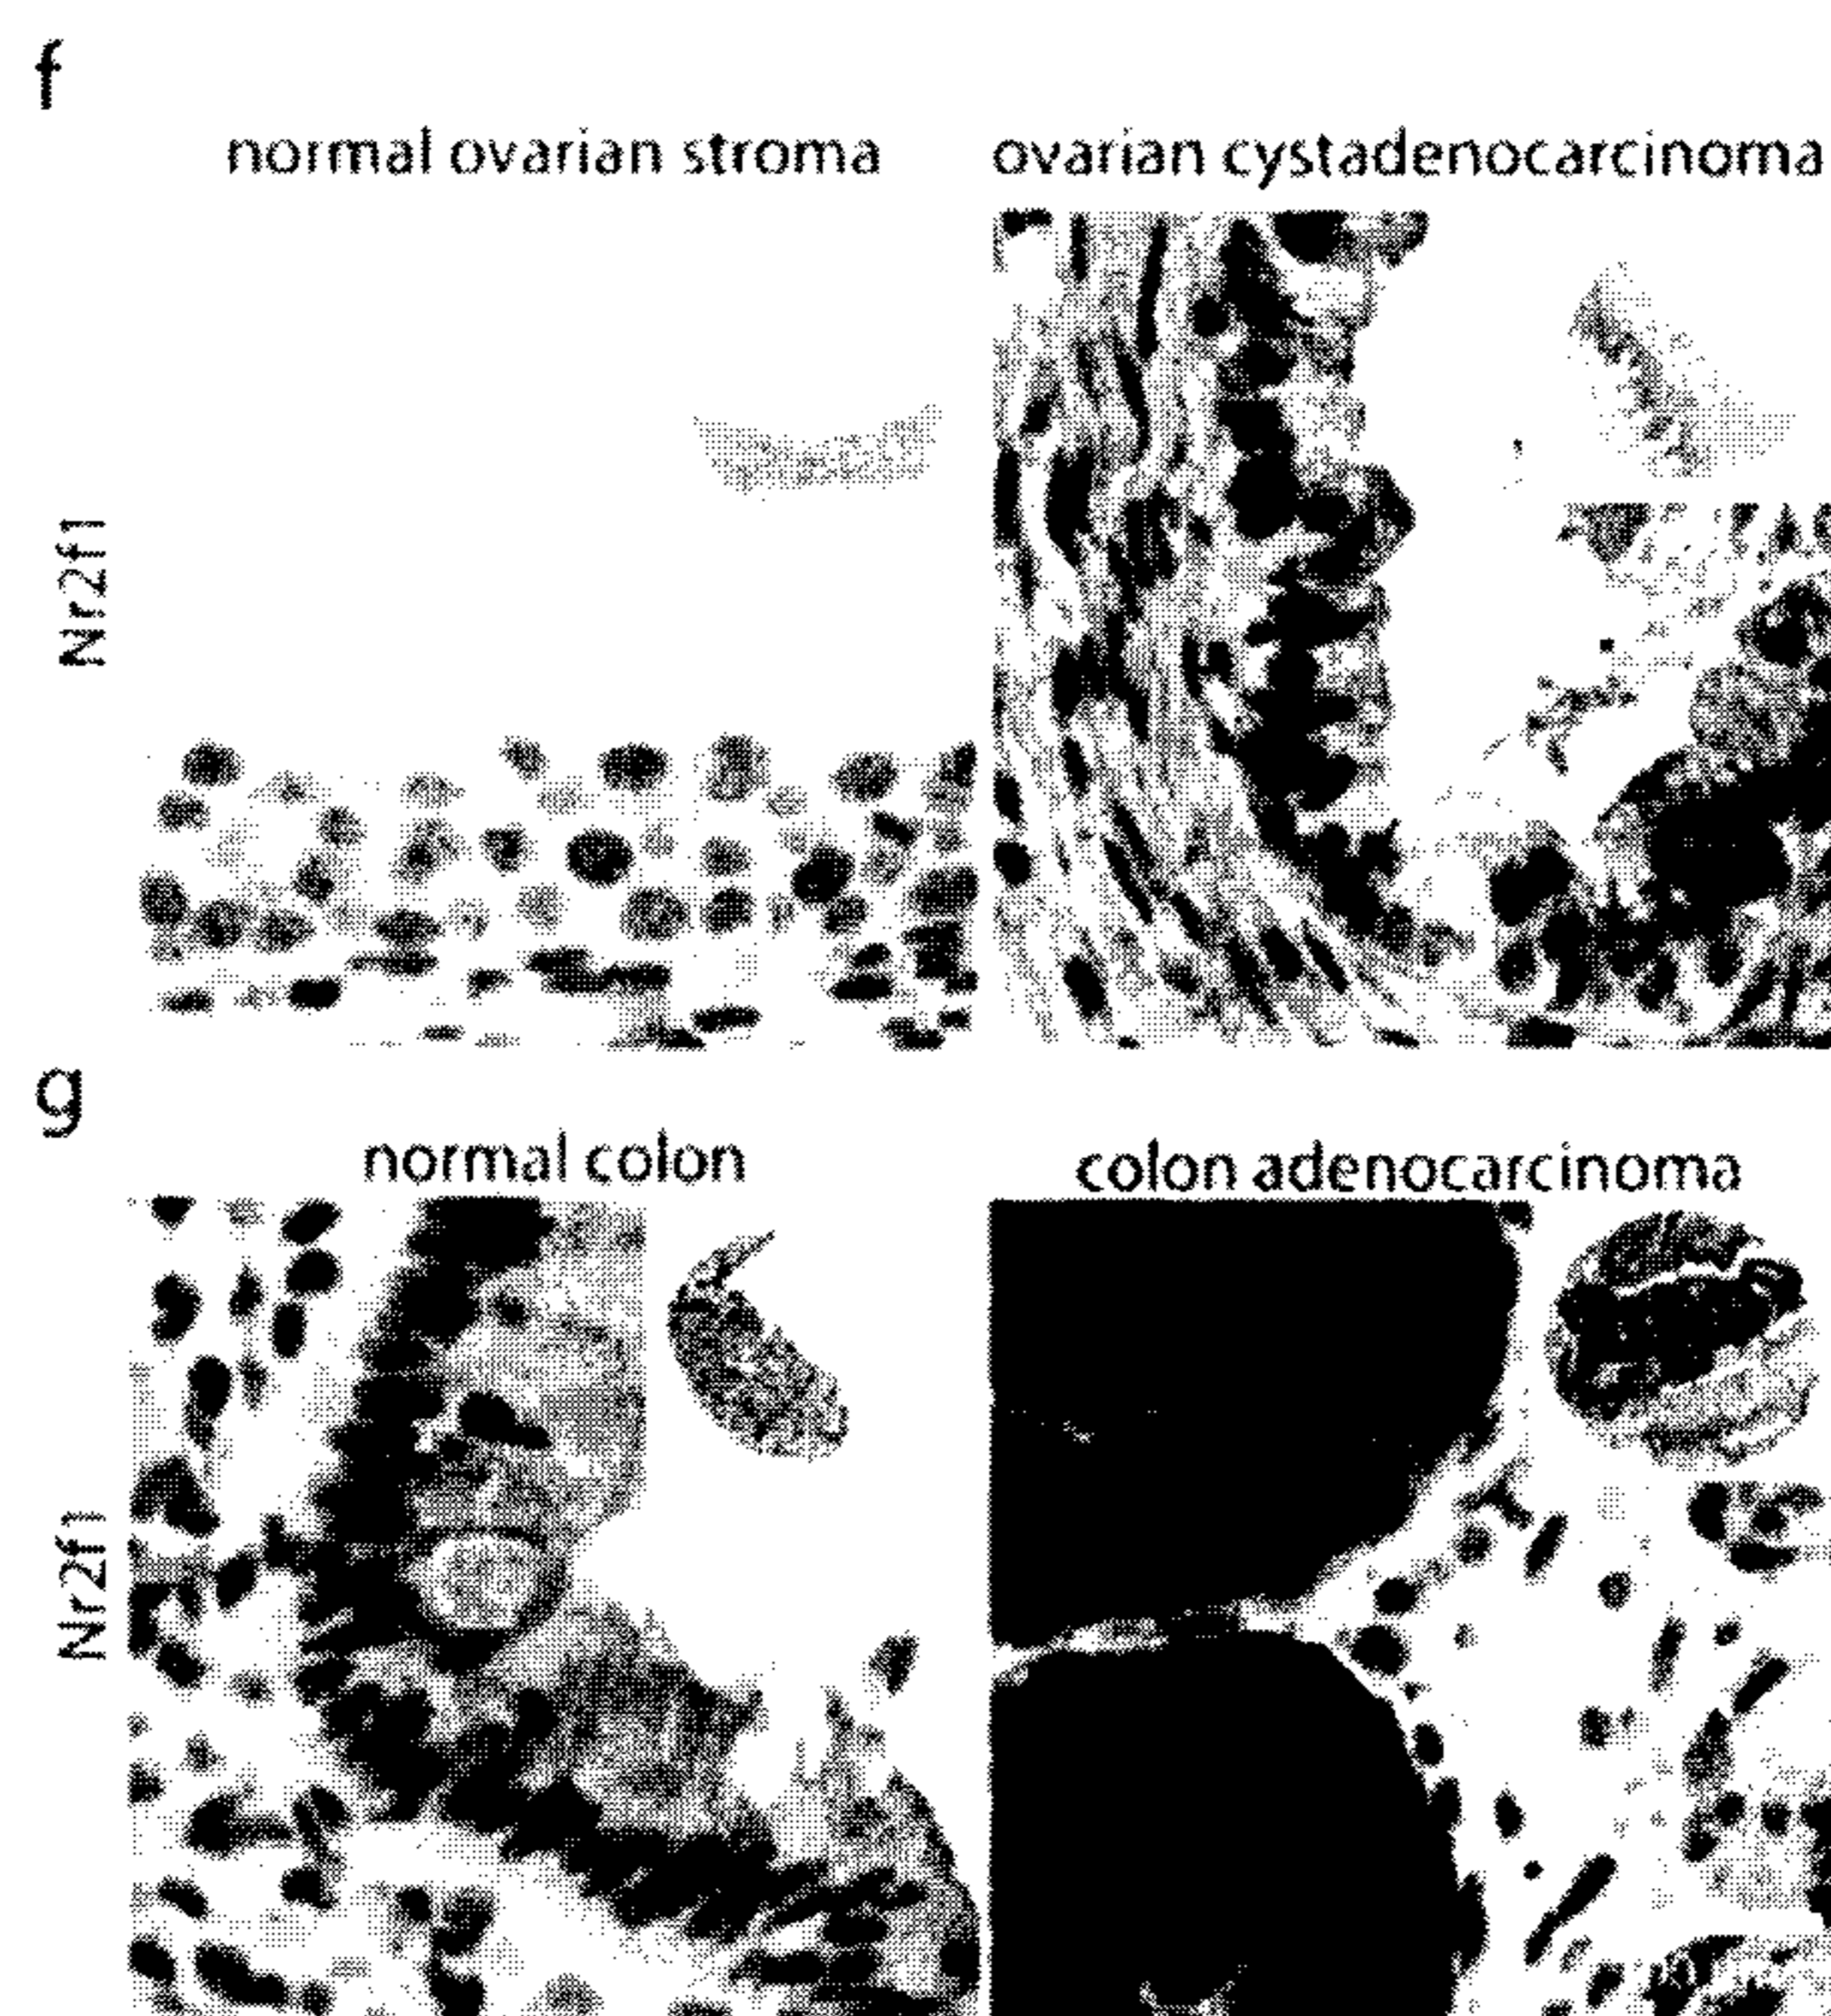 f
normal ovarian stroma
ovarian cystadenocarcinoma
Nr2f1
g
normal colon
colon adenocarcinoma
Nr2f1